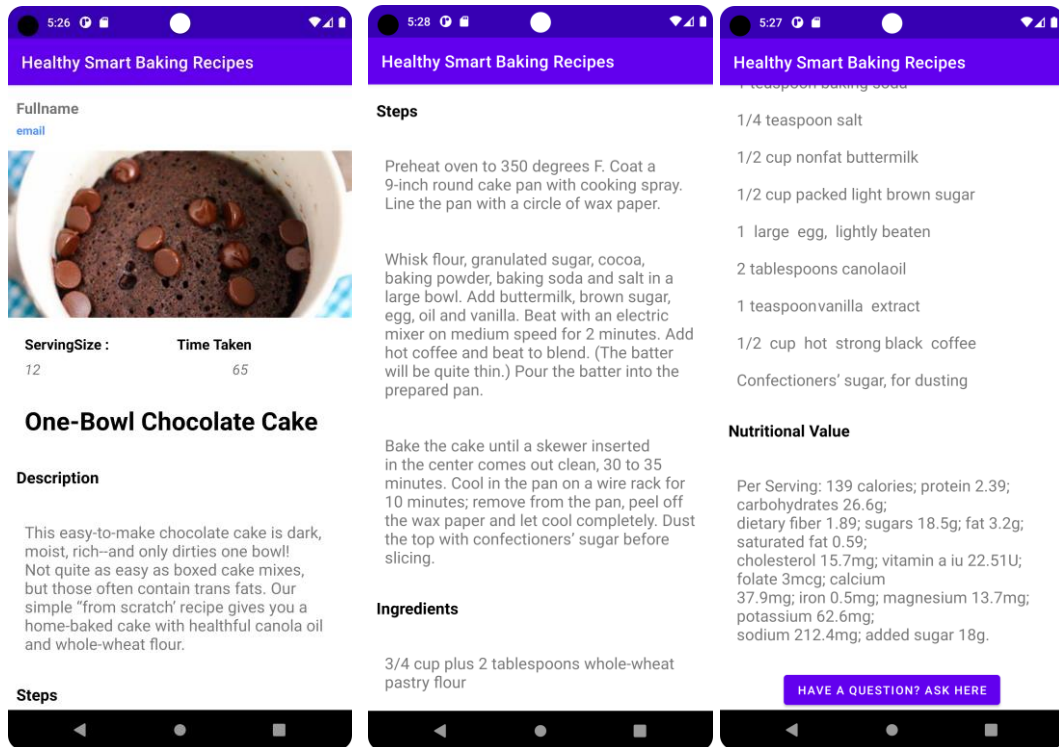 5:26
Healthy Smart Baking Recipes
Fullname
email
ServingSize :
Time Taken
12
65
One-Bowl Chocolate Cake
Description
This easy-to-make chocolate cake is dark,
moist, rich--and only dirties one bowl!
Not quite as easy as boxed cake mixes,
but those often contain trans fats. Our
simple “from scratch’ recipe gives you a
home-baked cake with healthful canola oil
and whole-wheat flour.
Steps
5:28
Healthy Smart Baking Recipes
Steps
Preheat oven to 350 degrees F. Coat a
9-inch round cake pan with cooking spray.
Line the pan with a circle of wax paper.
Whisk flour, granulated sugar, cocoa,
baking powder, baking soda and salt in a
large bowl. Add buttermilk, brown sugar,
egg, oil and vanilla. Beat with an electric
mixer on medium speed for 2 minutes. Add
hot coffee and beat to blend. (The batter
will be quite thin.) Pour the batter into the
prepared pan.
Bake the cake until a skewer inserted
in the center comes out clean, 30 to 35
minutes. Cool in the pan on a wire rack for
10 minutes; remove from the pan, peel off
the wax paper and let cool completely. Dust
the top with confectioners’ sugar before
slicing.
Ingredients
3/4 cup plus 2 tablespoons whole-wheat
pastry flour
5:27
Healthy Smart Baking Recipes
1 teaspoon baking soda
1/4 teaspoon salt
1/2 cup nonfat buttermilk
1/2 cup packed light brown sugar
1 large egg, lightly beaten
2 tablespoons canolaoil
1 teaspoonvanilla extract
1/2 cup hot strong black coffee
Confectioners’ sugar, for dusting
Nutritional Value
Per Serving: 139 calories; protein 2.39;
carbohydrates 26.6g;
dietary fiber 1.89; sugars 18.5g; fat 3.2g;
saturated fat 0.59;
cholesterol 15.7mg; vitamin a iu 22.51U;
folate 3mcg; calcium
37.9mg; iron 0.5mg; magnesium 13.7mg;
potassium 62.6mg;
sodium 212.4mg; added sugar 18g.
HAVE A QUESTION? ASK HERE